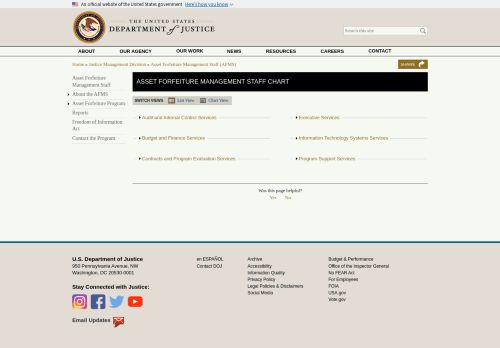 An official website of the United States government Here's how you know
THE UNITED STATES
DEPARTMENT of JUSTICE
Search this site
ABOUT OUR AGENCY OUR WORK NEWS RESOURCES CAREERS CONTACT
Home » Justice Management Division » Asset Forfeiture Management Staff (AFMS)
SHARE
Asset Forfeiture Management Staff
About the AFMS
Asset Forfeiture Program
Reports
Freedom of Information Act
Contact the Program
ASSET FORFEITURE MANAGEMENT STAFF CHART
SWITCH VIEWS List View Chart View
Audit and Internal Control Services
Executive Services
Budget and Finance Services
Information Technology Systems Services
Contracts and Program Evaluation Services
Program Support Services
Was this page helpful?
Yes No
U.S. Department of Justice
950 Pennsylvania Avenue, NW
Washington, DC 20530-0001
Stay Connected with Justice:
Email Updates
en ESPAÑOL
Contact DOJ
Archive
Accessibility
Information Quality
Privacy Policy
Legal Policies & Disclaimers
Social Media
Budget & Performance
Office of the Inspector General
No FEAR Act
For Employees
FOIA
USA.gov
Vote.gov